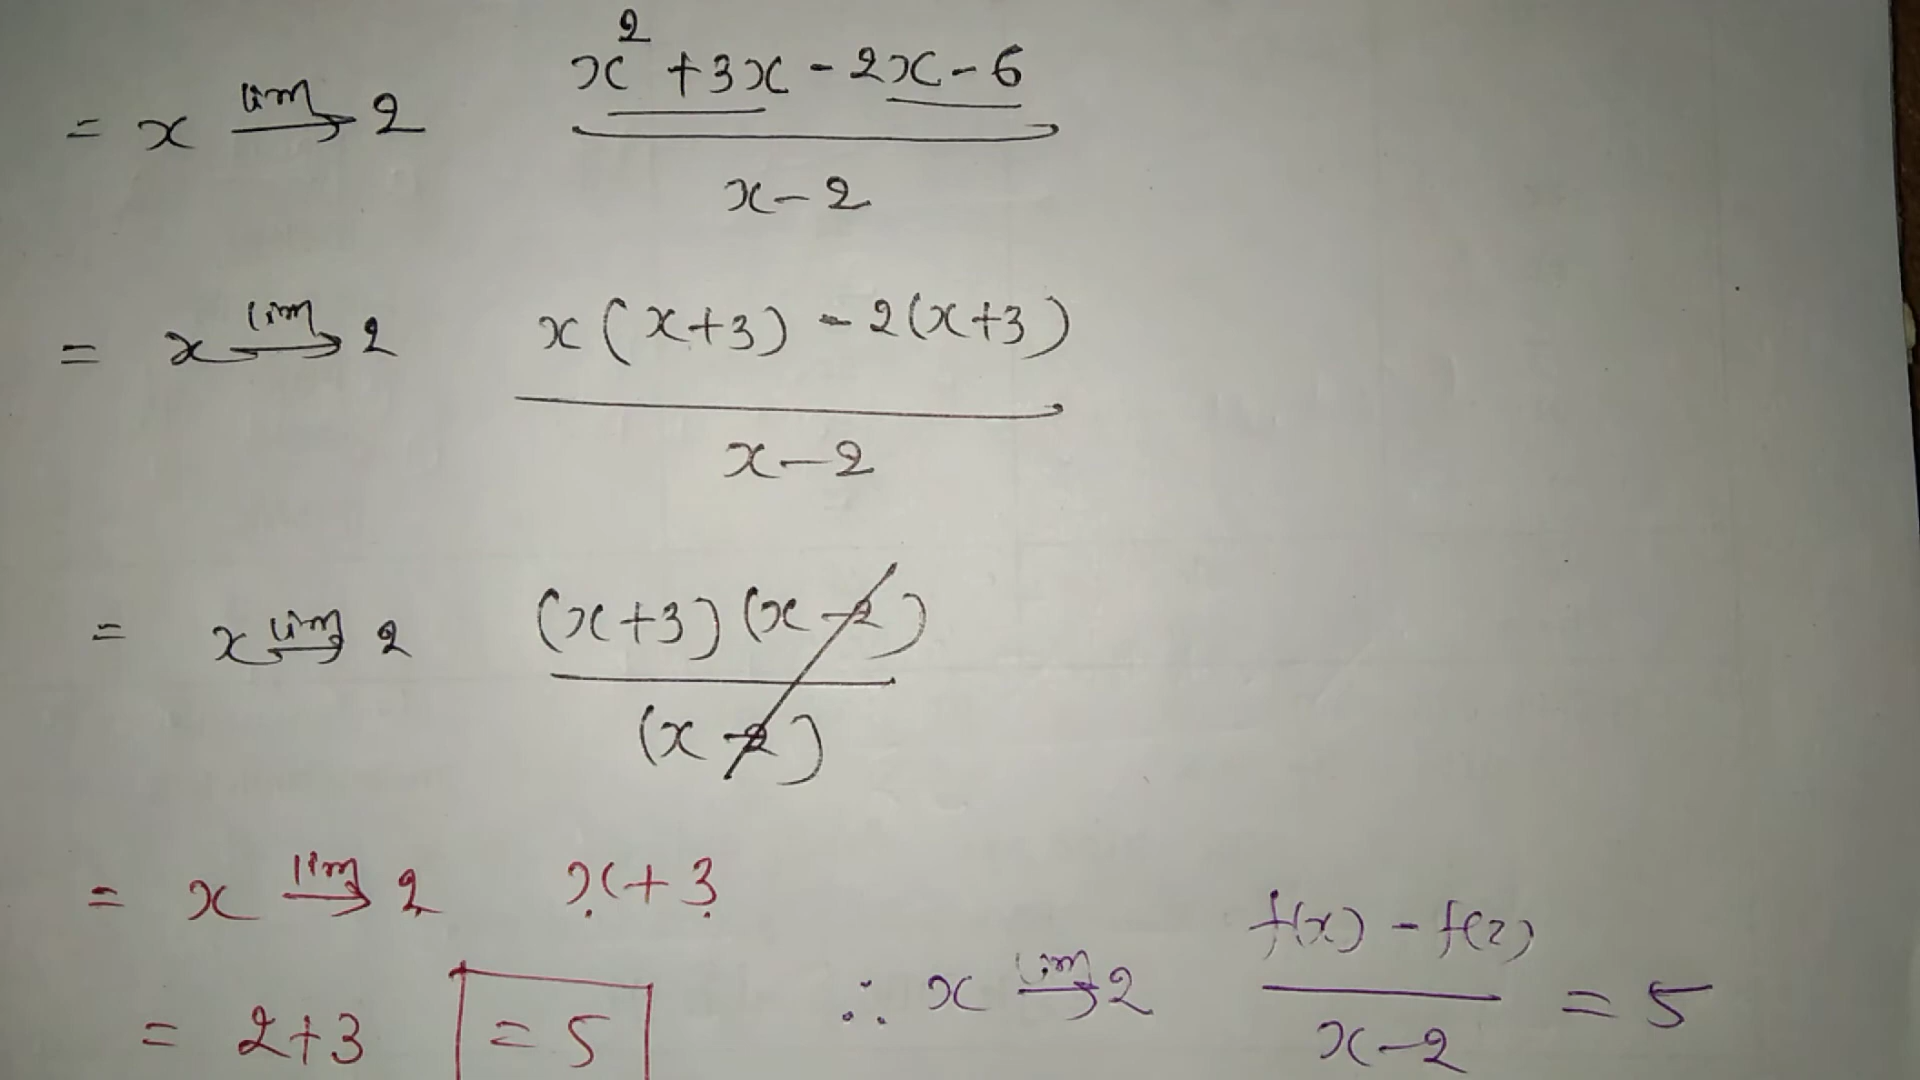 = x lim→ 2 x² + 3x - 2x - 6
x - 2
= x lim→ 2 x(x+3) - 2(x+3)
x - 2
= x lim→ 2 (x+3)(x-2)
(x-2)
= x lim→ 2 x+3
= 2+3 = 5
∴ x lim→ 2 f(x) - f(2) = 5
x-2